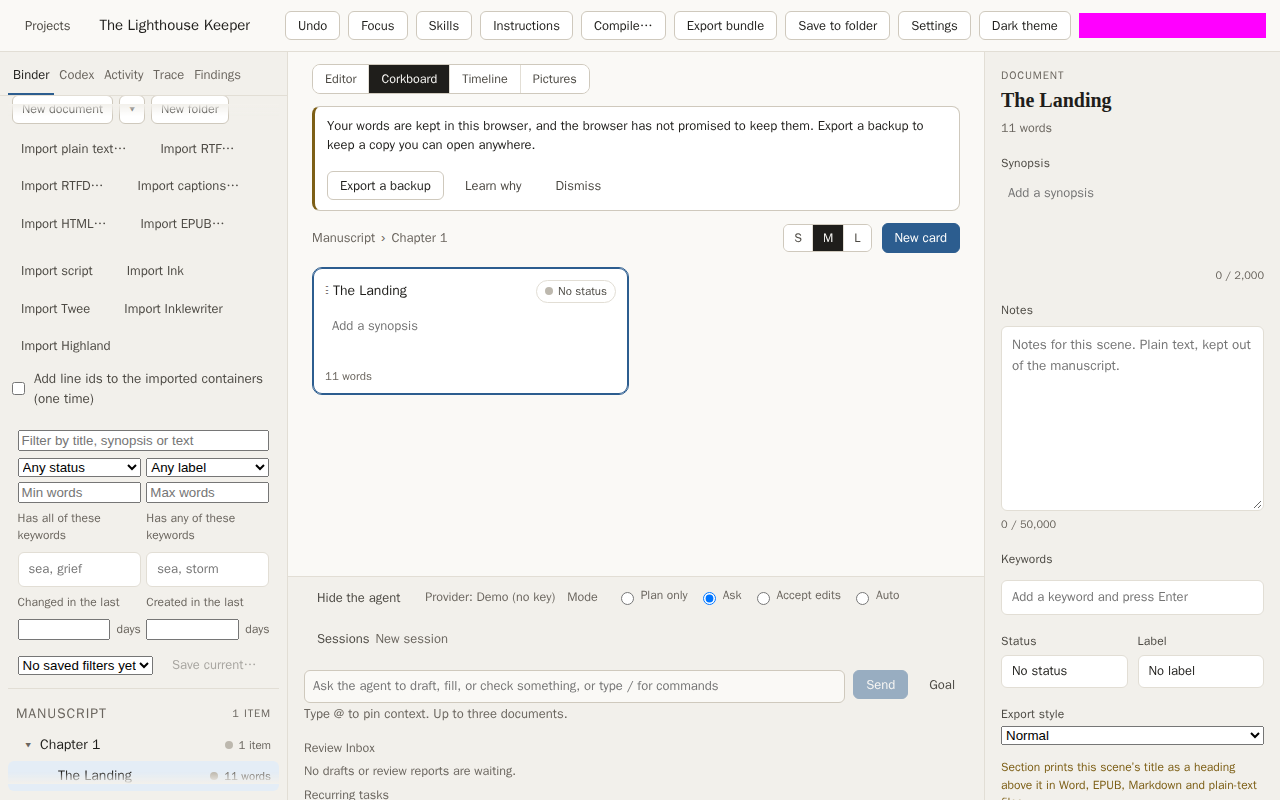 Projects The Lighthouse Keeper Undo Focus Skills Instructions Compile··· Export bundle Save to folder Settings Dark theme
Binder Codex Activity Trace Findings
New document ▾ New folder
Import plain text··· Import RTF···
Import RTFD··· Import captions···
Import HTML··· Import EPUB···
Import script Import Ink
Import Twee Import Inklewriter
Import Highland
Add line ids to the imported containers
(one time)
Filter by title, synopsis or text
Any status Any label
Min words Max words
Has all of these
keywords
Has any of these
keywords
sea, grief sea, storm
Changed in the last Created in the last
days days
No saved filters yet Save current···
MANUSCRIPT 1 ITEM
Chapter 1 1 item
The Landing 11 words
Editor Corkboard Timeline Pictures
Your words are kept in this browser, and the browser has not promised to keep them. Export a backup to
keep a copy you can open anywhere.
Export a backup Learn why Dismiss
Manuscript › Chapter 1 S M L New card
The Landing No status
Add a synopsis
11 words
Hide the agent Provider: Demo (no key) Mode Plan only Ask Accept edits Auto
Sessions New session
Ask the agent to draft, fill, or check something, or type / for commands Send Goal
Type @ to pin context. Up to three documents.
Review Inbox
No drafts or review reports are waiting.
Recurring tasks
DOCUMENT
The Landing
11 words
Synopsis
Add a synopsis
0 / 2,000
Notes
Notes for this scene. Plain text, kept out
of the manuscript.
0 / 50,000
Keywords
Add a keyword and press Enter
Status Label
No status No label
Export style
Normal
Section prints this scene's title as a heading
above it in Word, EPUB, Markdown and plain-text